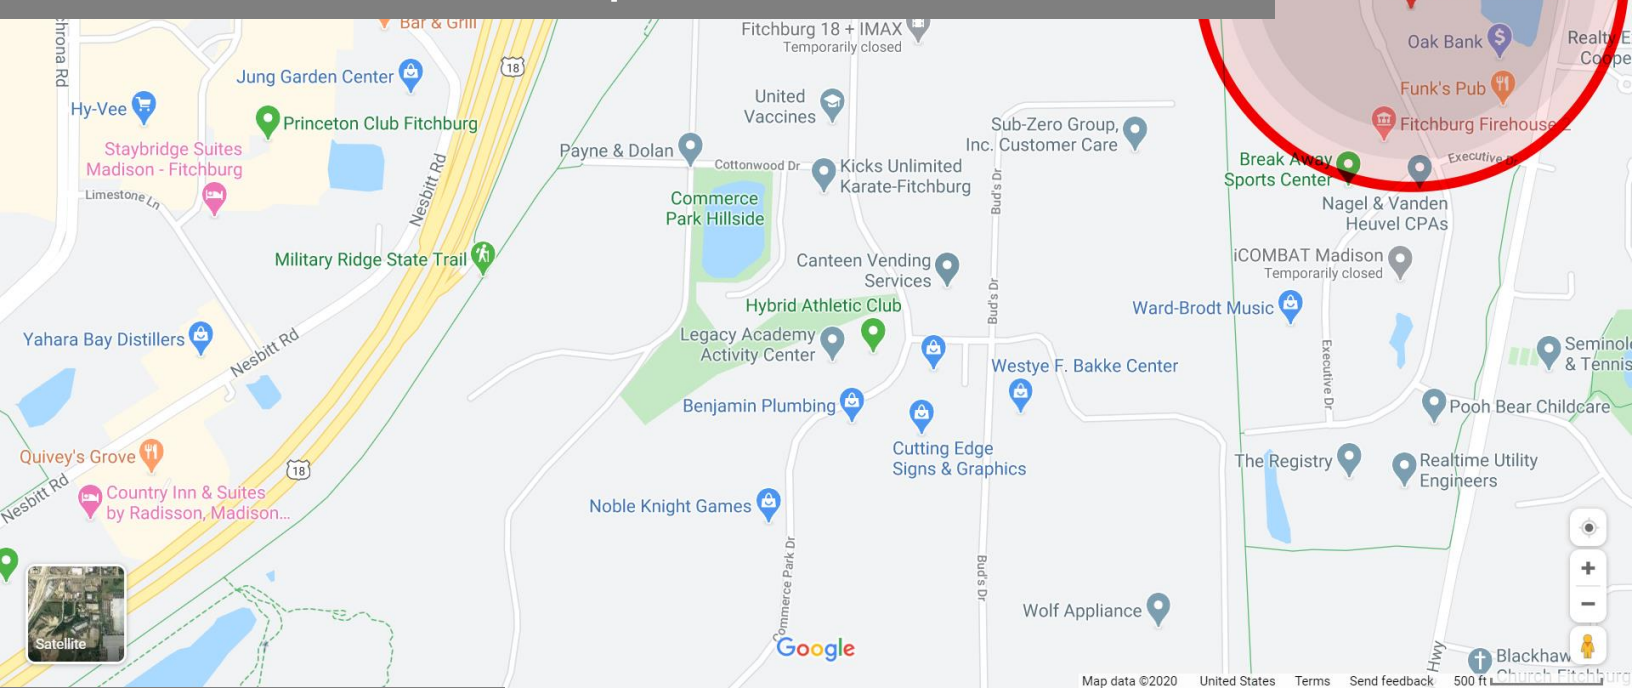 Bar & Grill
Fitchburg 18 + IMAX
Temporarily closed
18
Oak Bank
Jung Garden Center
Hy-Vee
Princeton Club Fitchburg
United
Vaccines
Funk's Pub
Fitchburg Firehouse 2
Sub-Zero Group,
Inc. Customer Care
Staybridge Suites
Madison - Fitchburg
Payne & Dolan
Cottonwood Dr
Kicks Unlimited
Karate-Fitchburg
Break Away
Sports Center
Executive Dr
Limestone Ln
Nesbitt Rd
Commerce
Park Hillside
Bud's Dr
Nagel & Vanden
Heuvel CPAs
Military Ridge State Trail
Canteen Vending
Services
iCOMBAT Madison
Temporarily closed
Bud's Dr
Hybrid Athletic Club
Ward-Brodt Music
Yahara Bay Distillers
Nesbitt Rd
Legacy Academy
Activity Center
Westye F. Bakke Center
Executive Dr
& Tennis
Benjamin Plumbing
Pooh Bear Childcare
Quivey's Grove
18
Cutting Edge
Signs & Graphics
The Registry
Realtime Utility
Engineers
Nesbitt Rd
Country Inn & Suites
by Radisson, Madison...
Noble Knight Games
Commerce Park Dr
Bud's Dr
Wolf Appliance
Satellite
Google
Hwy
Church Fitchburg
Map data ©2020 United States Terms Send feedback 500 ft